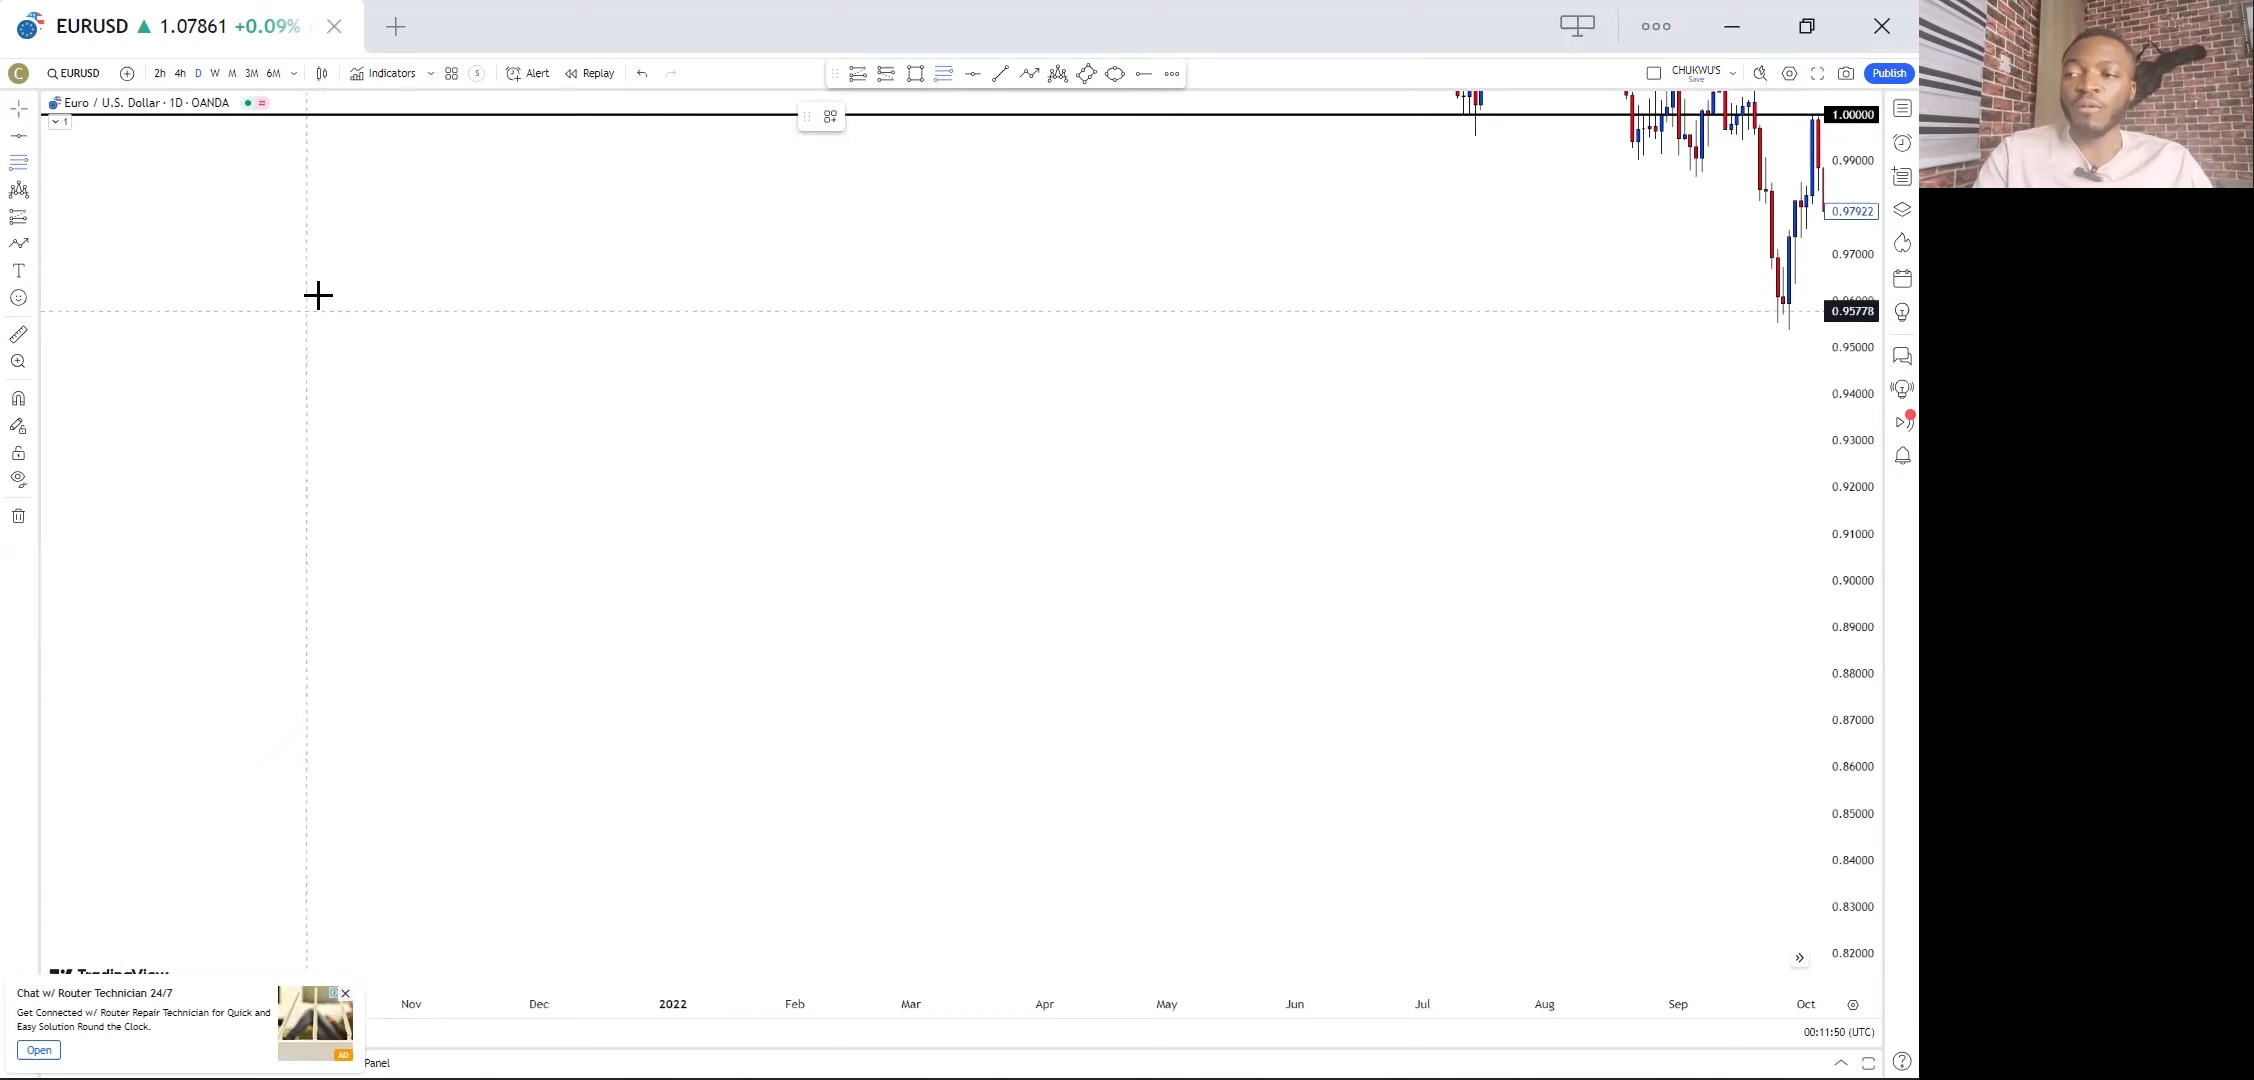 EURUSD ▲ 1.07861 +0.09%
C EURUSD 2h 4h D W M 3M 6M Indicators S Alert Replay CHUKWU'S Publish
Save
Euro / U.S. Dollar · 1D · OANDA
1
1.00000
0.99000
0.97922
0.97000
0.95778
0.95000
0.94000
0.93000
0.92000
0.91000
0.90000
0.89000
0.88000
0.87000
0.86000
0.85000
0.84000
0.83000
0.82000
TradingView
Nov Dec 2022 Feb Mar Apr May Jun Jul Aug Sep Oct
00:11:50 (UTC)
Chat w/ Router Technician 24/7
Get Connected w/ Router Repair Technician for Quick and
Easy Solution Round the Clock.
Open
AD
Panel